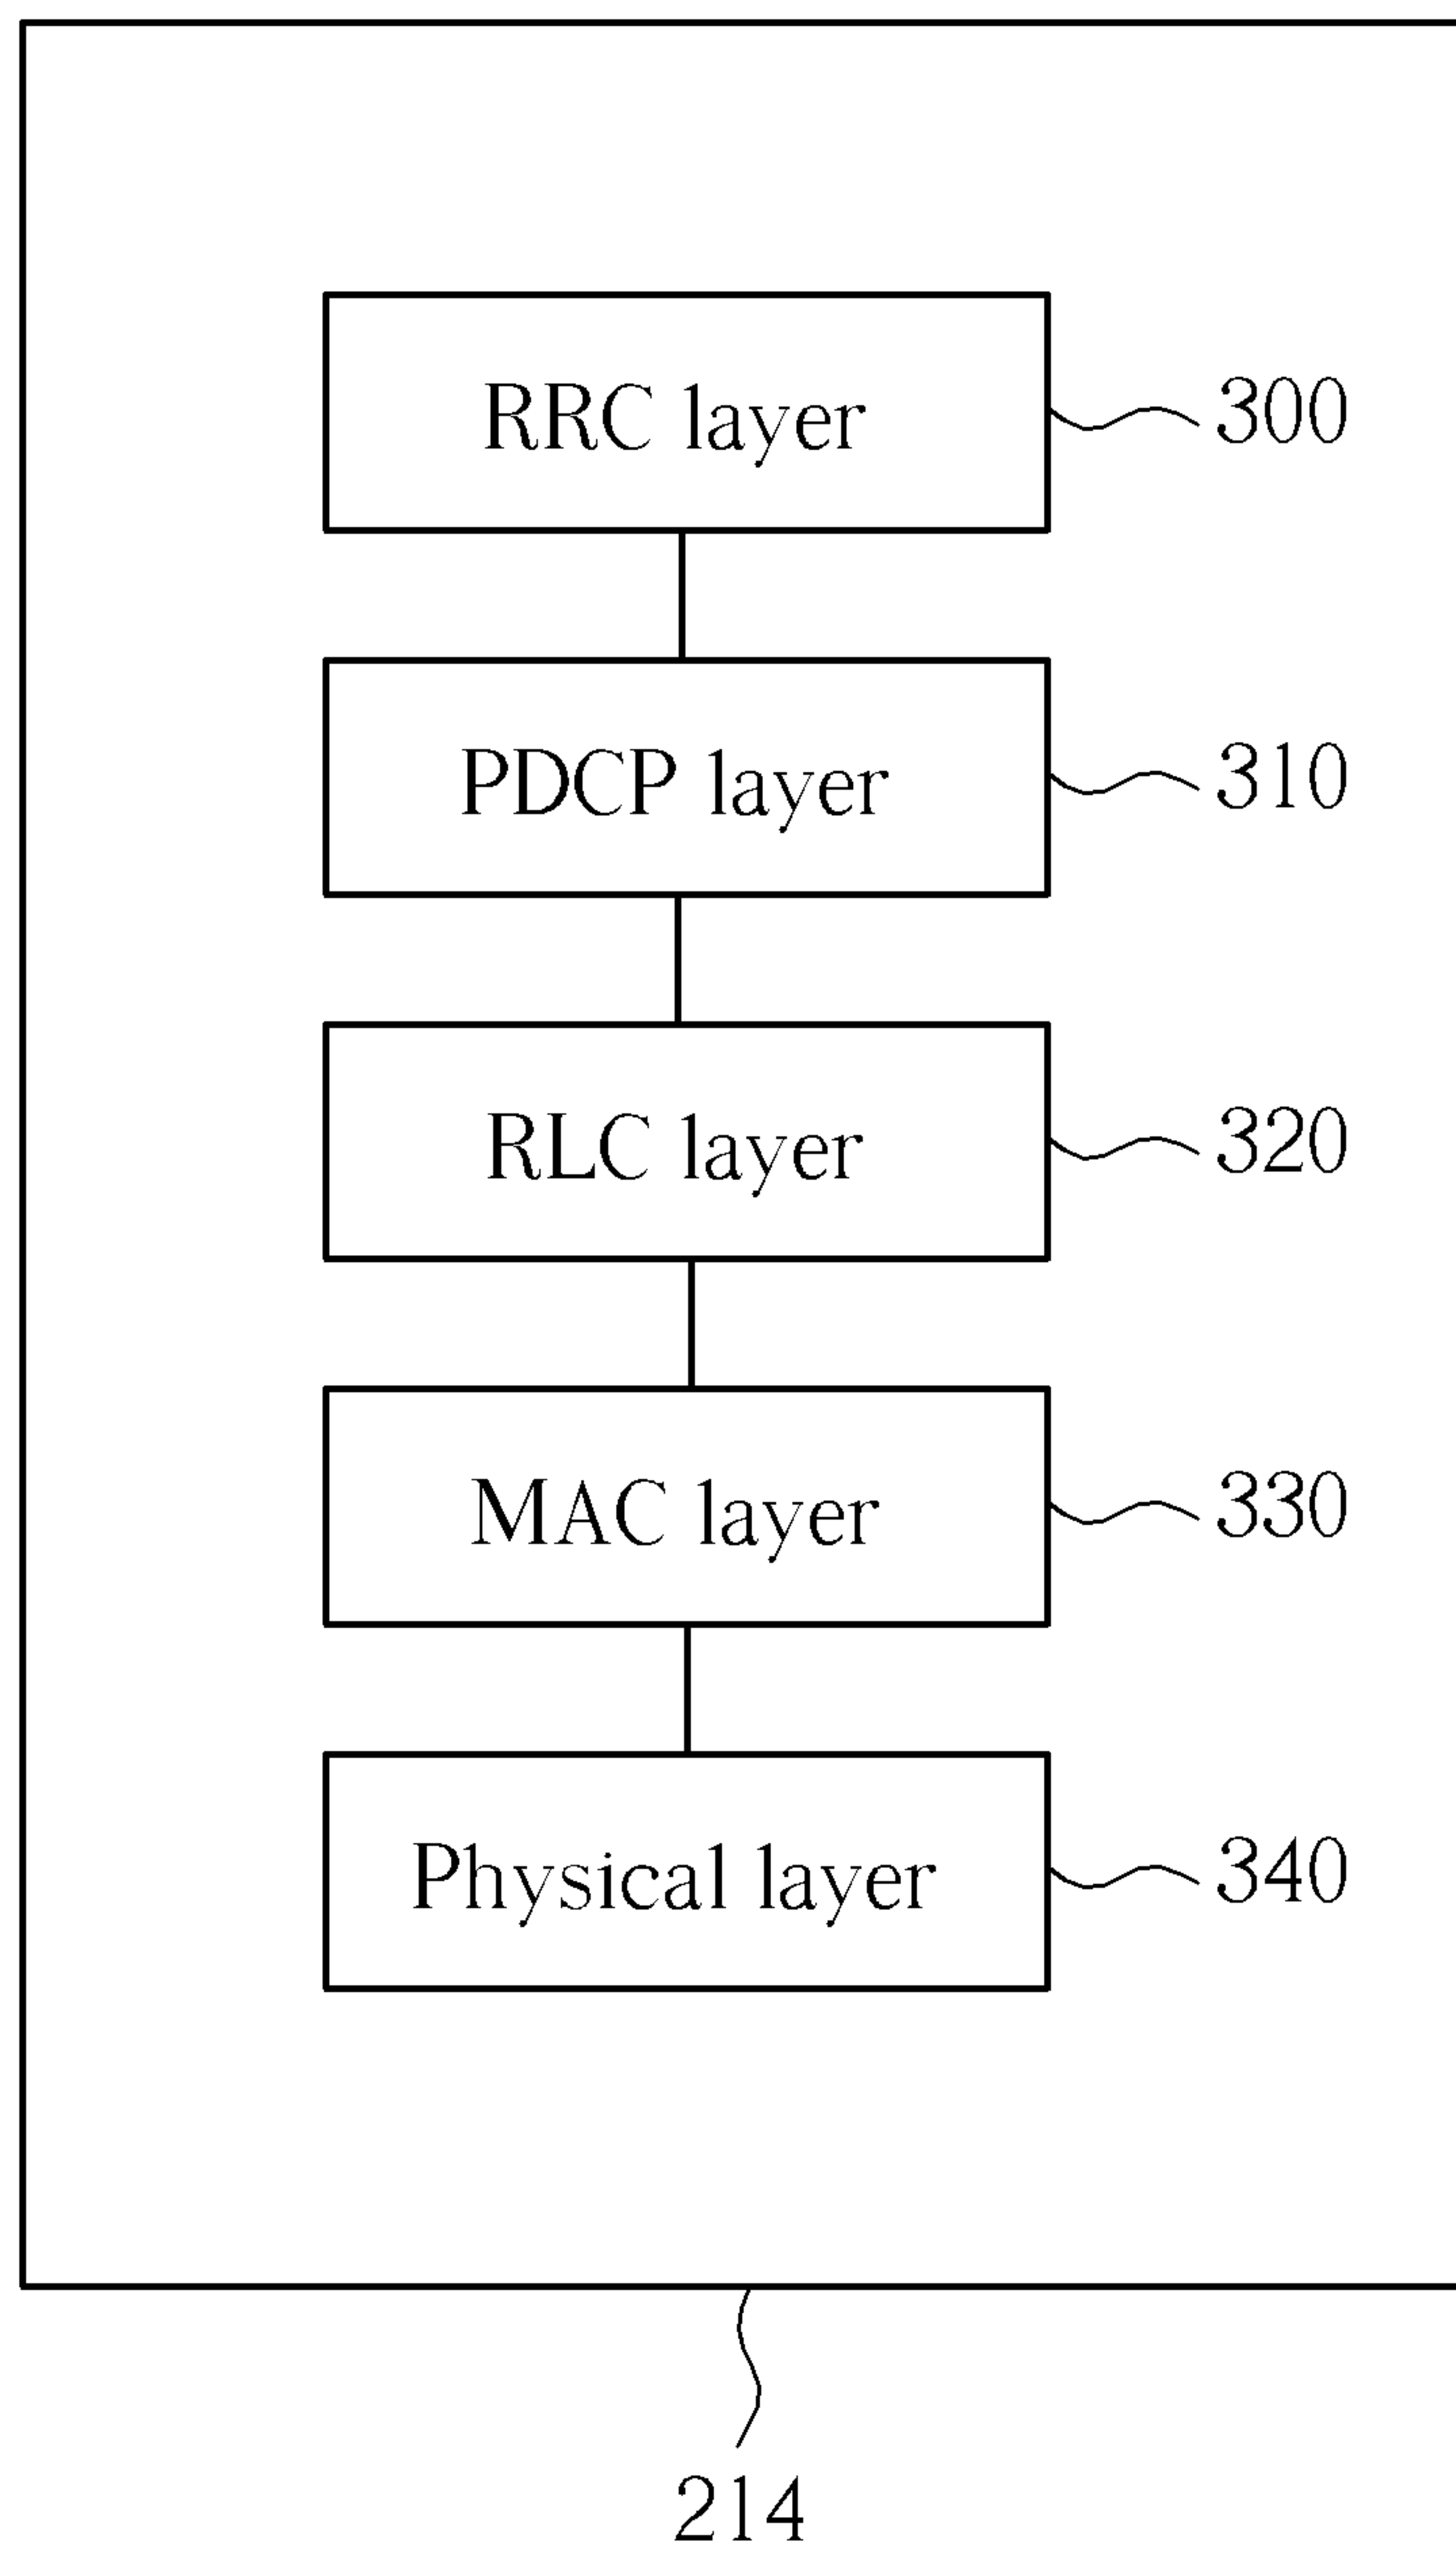 RRC layer 300
PDCP layer 310
RLC layer 320
MAC layer 330
Physical layer 340
214